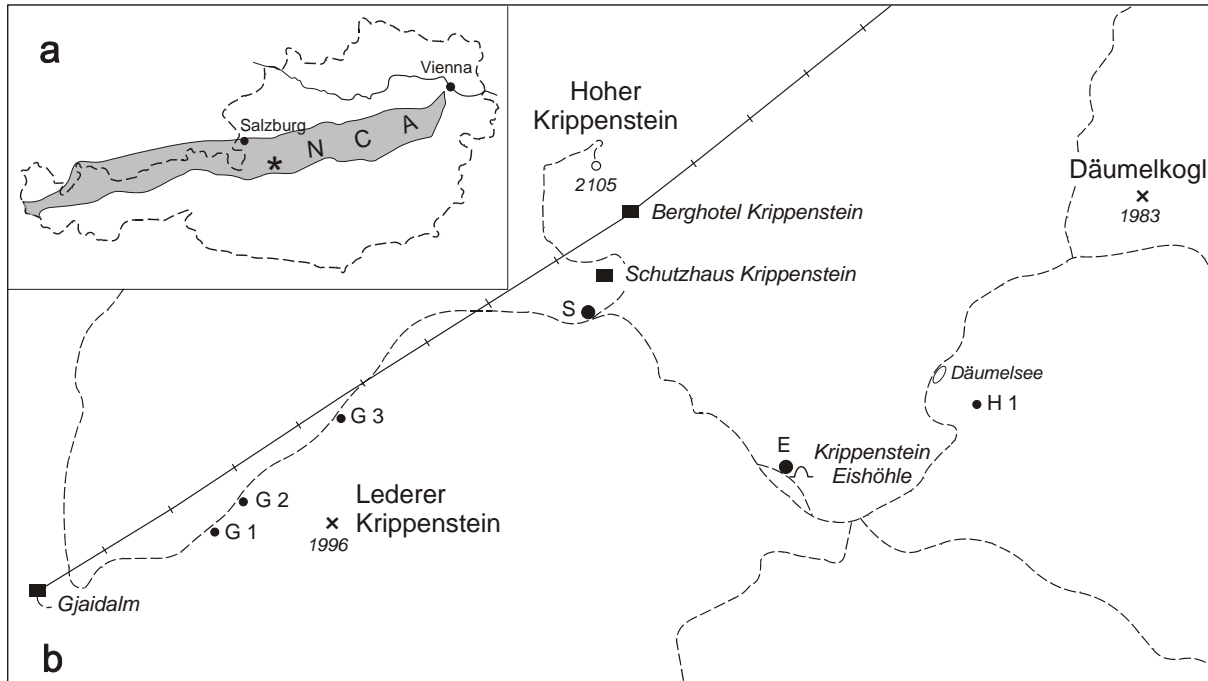 a
Vienna
Salzburg
* N C A
Hoher
Krippenstein
2105
Däumelkogl
1983
Berghotel Krippenstein
Schutzhaus Krippenstein
S
Däumelsee
H 1
G 3
E
Krippenstein
Eishöhle
G 2
G 1
Lederer
Krippenstein
1996
Gjaidalm
b